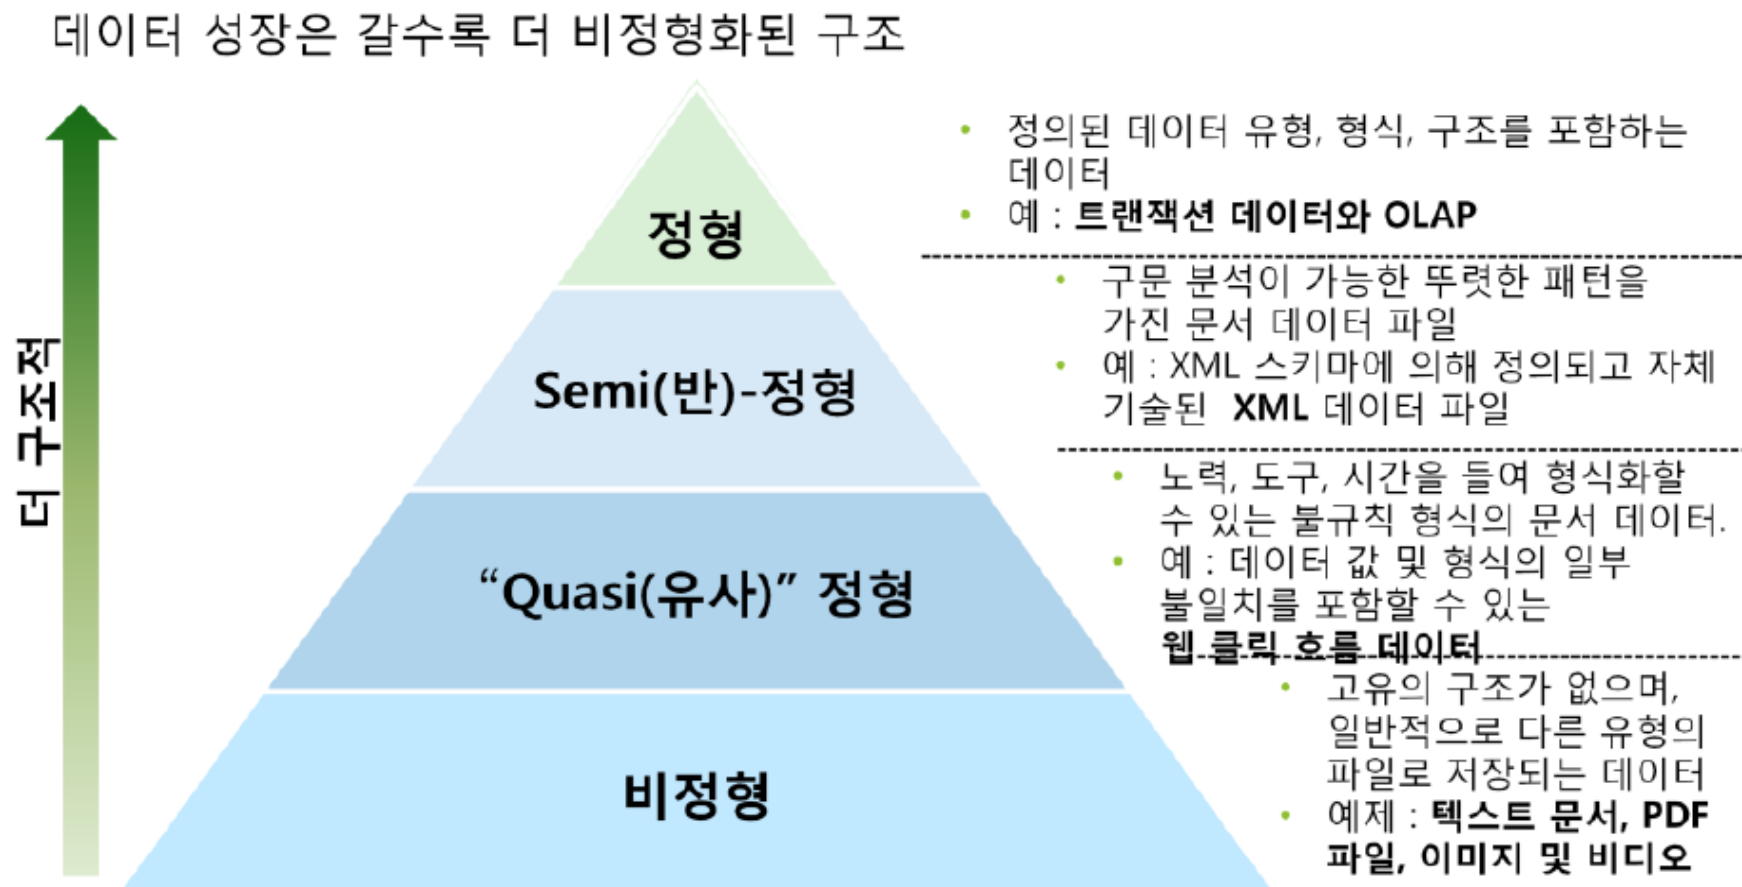 데이터 성장은 갈수록 더 비정형화된 구조
더 구조적
정형
• 정의된 데이터 유형, 형식, 구조를 포함하는
데이터
• 예 : 트랜잭션 데이터와 OLAP
Semi(반)-정형
• 구문 분석이 가능한 뚜렷한 패턴을
가진 문서 데이터 파일
• 예 : XML 스키마에 의해 정의되고 자체
기술된 XML 데이터 파일
“Quasi(유사)” 정형
• 노력, 도구, 시간을 들여 형식화할
수 있는 불규칙 형식의 문서 데이터.
• 예 : 데이터 값 및 형식의 일부
불일치를 포함할 수 있는
웹 클릭 흐름 데이터
비정형
• 고유의 구조가 없으며,
일반적으로 다른 유형의
파일로 저장되는 데이터
• 예제 : 텍스트 문서, PDF
파일, 이미지 및 비디오